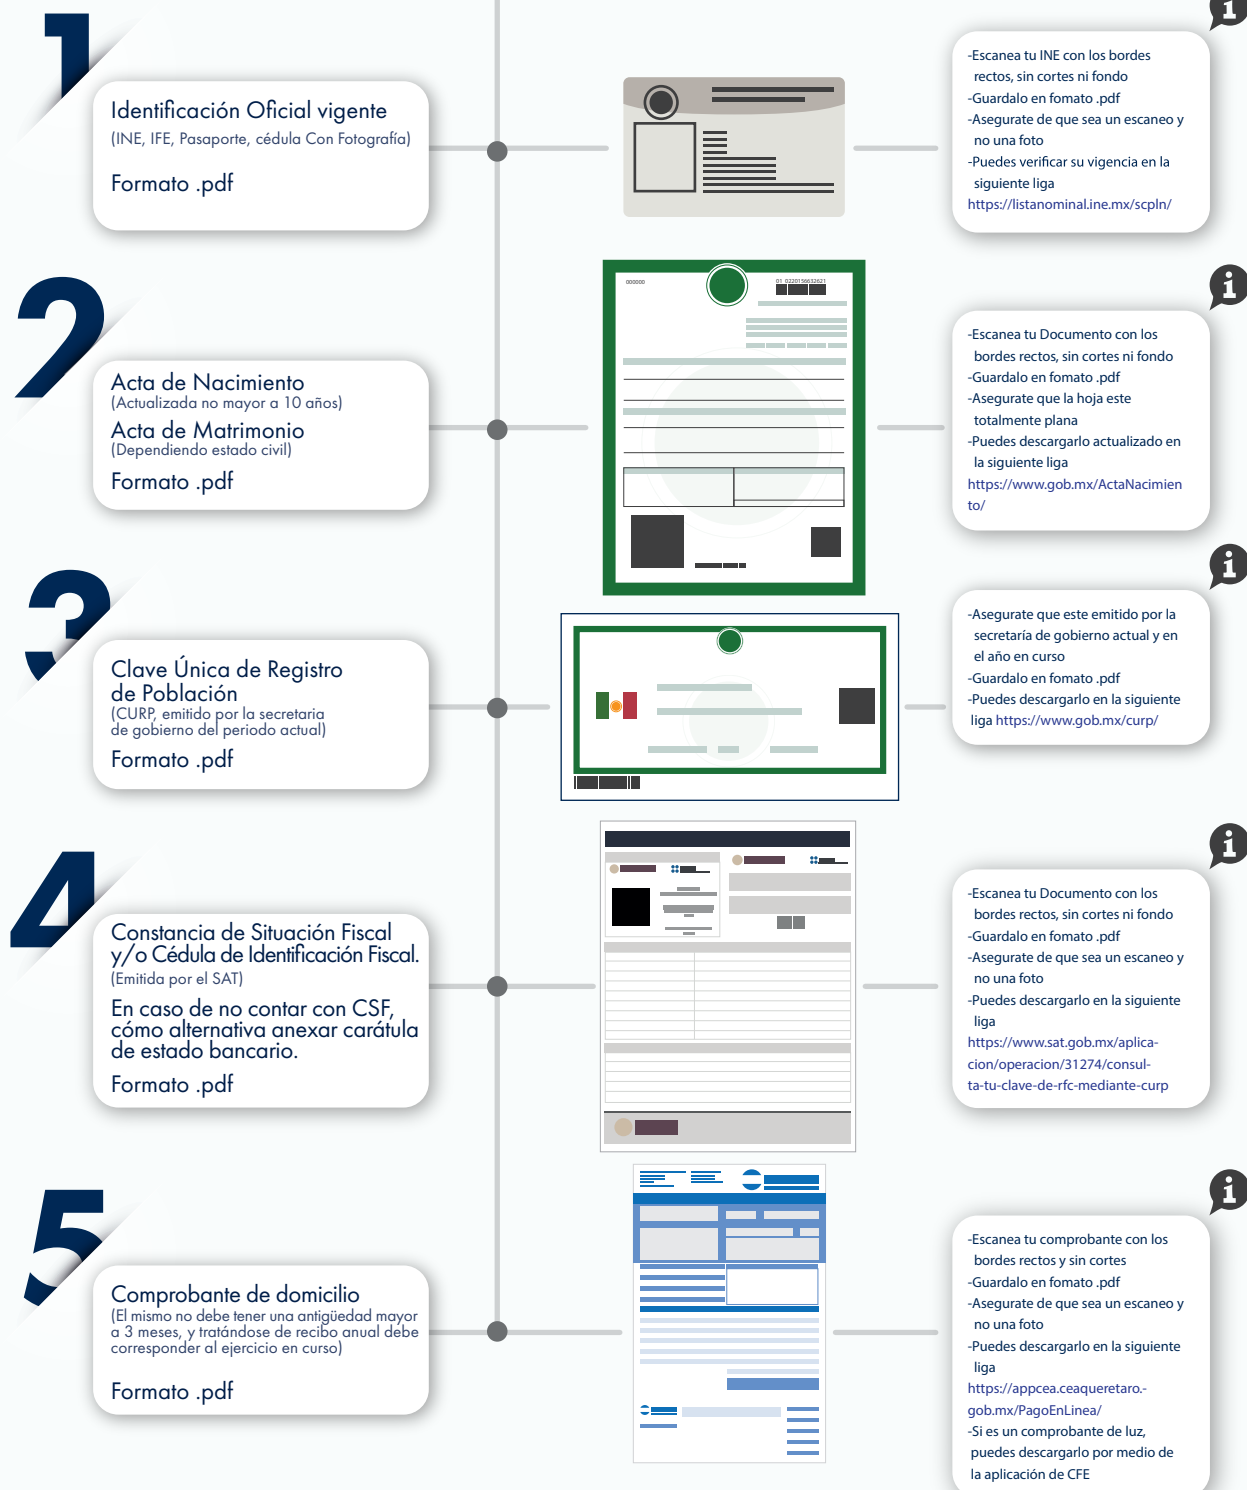 1
Identificación Oficial vigente
(INE, IFE, Pasaporte, cédula Con Fotografía)
Formato .pdf
-Escanea tu INE con los bordes
rectos, sin cortes ni fondo
-Guardalo en fomato .pdf
-Asegurate de que sea un escaneo y
no una foto
-Puedes verificar su vigencia en la
siguiente liga
https://listanominal.ine.mx/scpln/
2
Acta de Nacimiento
(Actualizada no mayor a 10 años)
Acta de Matrimonio
(Dependiendo estado civil)
Formato .pdf
000000
01 0220156632621
-Escanea tu Documento con los
bordes rectos, sin cortes ni fondo
-Guardalo en fomato .pdf
-Asegurate que la hoja este
totalmente plana
-Puedes descargarlo actualizado en
la siguiente liga
https://www.gob.mx/ActaNacimien
to/
3
Clave Única de Registro
de Población
(CURP, emitido por la secretaria
de gobierno del periodo actual)
Formato .pdf
-Asegurate que este emitido por la
secretaría de gobierno actual y en
el año en curso
-Guardalo en fomato .pdf
-Puedes descargarlo en la siguiente
liga https://www.gob.mx/curp/
4
Constancia de Situación Fiscal
y/o Cédula de Identificación Fiscal.
(Emitida por el SAT)
En caso de no contar con CSF,
cómo alternativa anexar carátula
de estado bancario.
Formato .pdf
-Escanea tu Documento con los
bordes rectos, sin cortes ni fondo
-Guardalo en fomato .pdf
-Asegurate de que sea un escaneo y
no una foto
-Puedes descargarlo en la siguiente
liga
https://www.sat.gob.mx/aplica-
cion/operacion/31274/consul-
ta-tu-clave-de-rfc-mediante-curp
5
Comprobante de domicilio
(El mismo no debe tener una antigüedad mayor
a 3 meses, y tratándose de recibo anual debe
corresponder al ejercicio en curso)
Formato .pdf
-Escanea tu comprobante con los
bordes rectos y sin cortes
-Guardalo en fomato .pdf
-Asegurate de que sea un escaneo y
no una foto
-Puedes descargarlo en la siguiente
liga
https://appcea.ceaqueretaro.-
gob.mx/PagoEnLinea/
-Si es un comprobante de luz,
puedes descargarlo por medio de
la aplicación de CFE